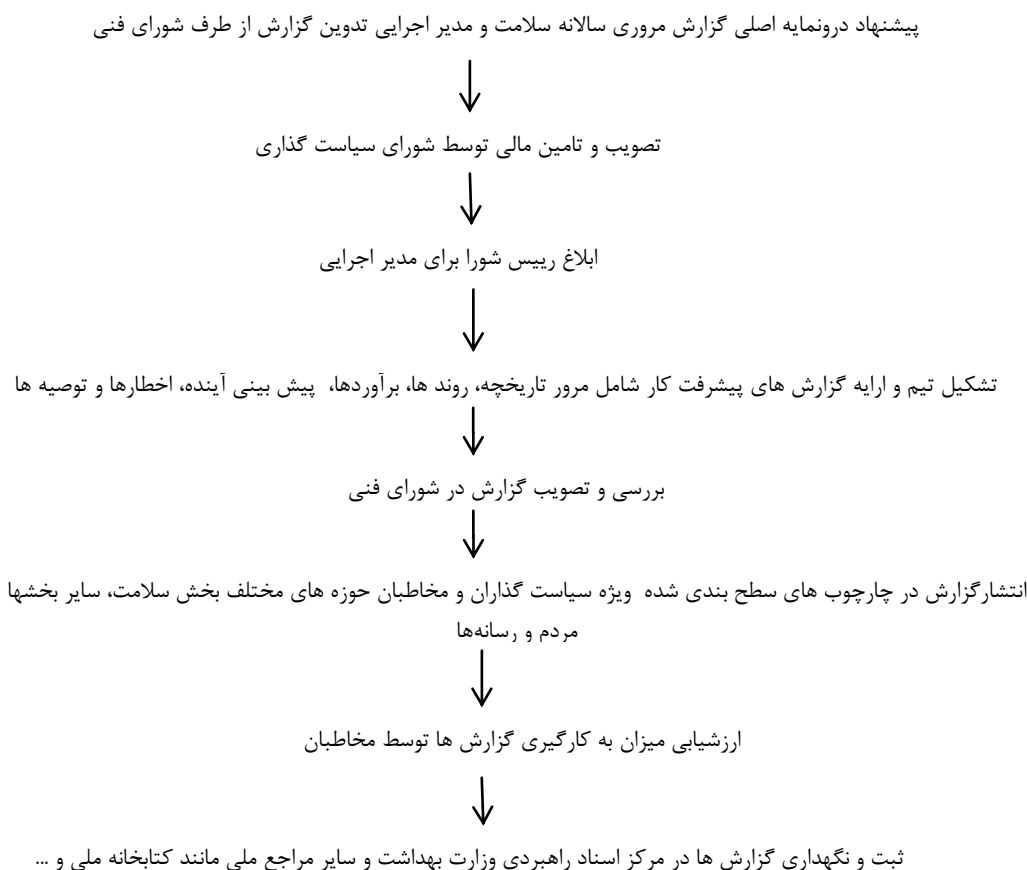 پیشنهاد درونمایه اصلی گزارش مروری سالانه سلامت و مدیر اجرایی تدوین گزارش از طرف شورای فنی
تصویب و تامین مالی توسط شورای سیاست گذاری
ابلاغ رییس شورا برای مدیر اجرایی
تشکیل تیم و ارایه گزارش های پیشرفت کار شامل مرور تاریخچه، روند ها، برآوردها، پیش بینی آینده، اخطارها و توصیه ها
بررسی و تصویب گزارش در شورای فنی
انتشارگزارش در چارچوب های سطح بندی شده ویژه سیاست گذاران و مخاطبان حوزه های مختلف بخش سلامت، سایر بخشها
مردم و رسانه‌ها
ارزشیابی میزان به کارگیری گزارش ها توسط مخاطبان
ثبت و نگهداری گزارش ها در مرکز اسناد راهبردی وزارت بهداشت و سایر مراجع ملی مانند کتابخانه ملی و ...